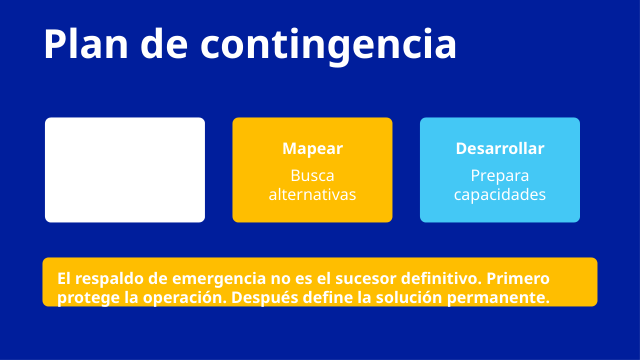 Plan de contingencia
Mapear
Busca
alternativas
Desarrollar
Prepara
capacidades
El respaldo de emergencia no es el sucesor definitivo. Primero
protege la operación. Después define la solución permanente.